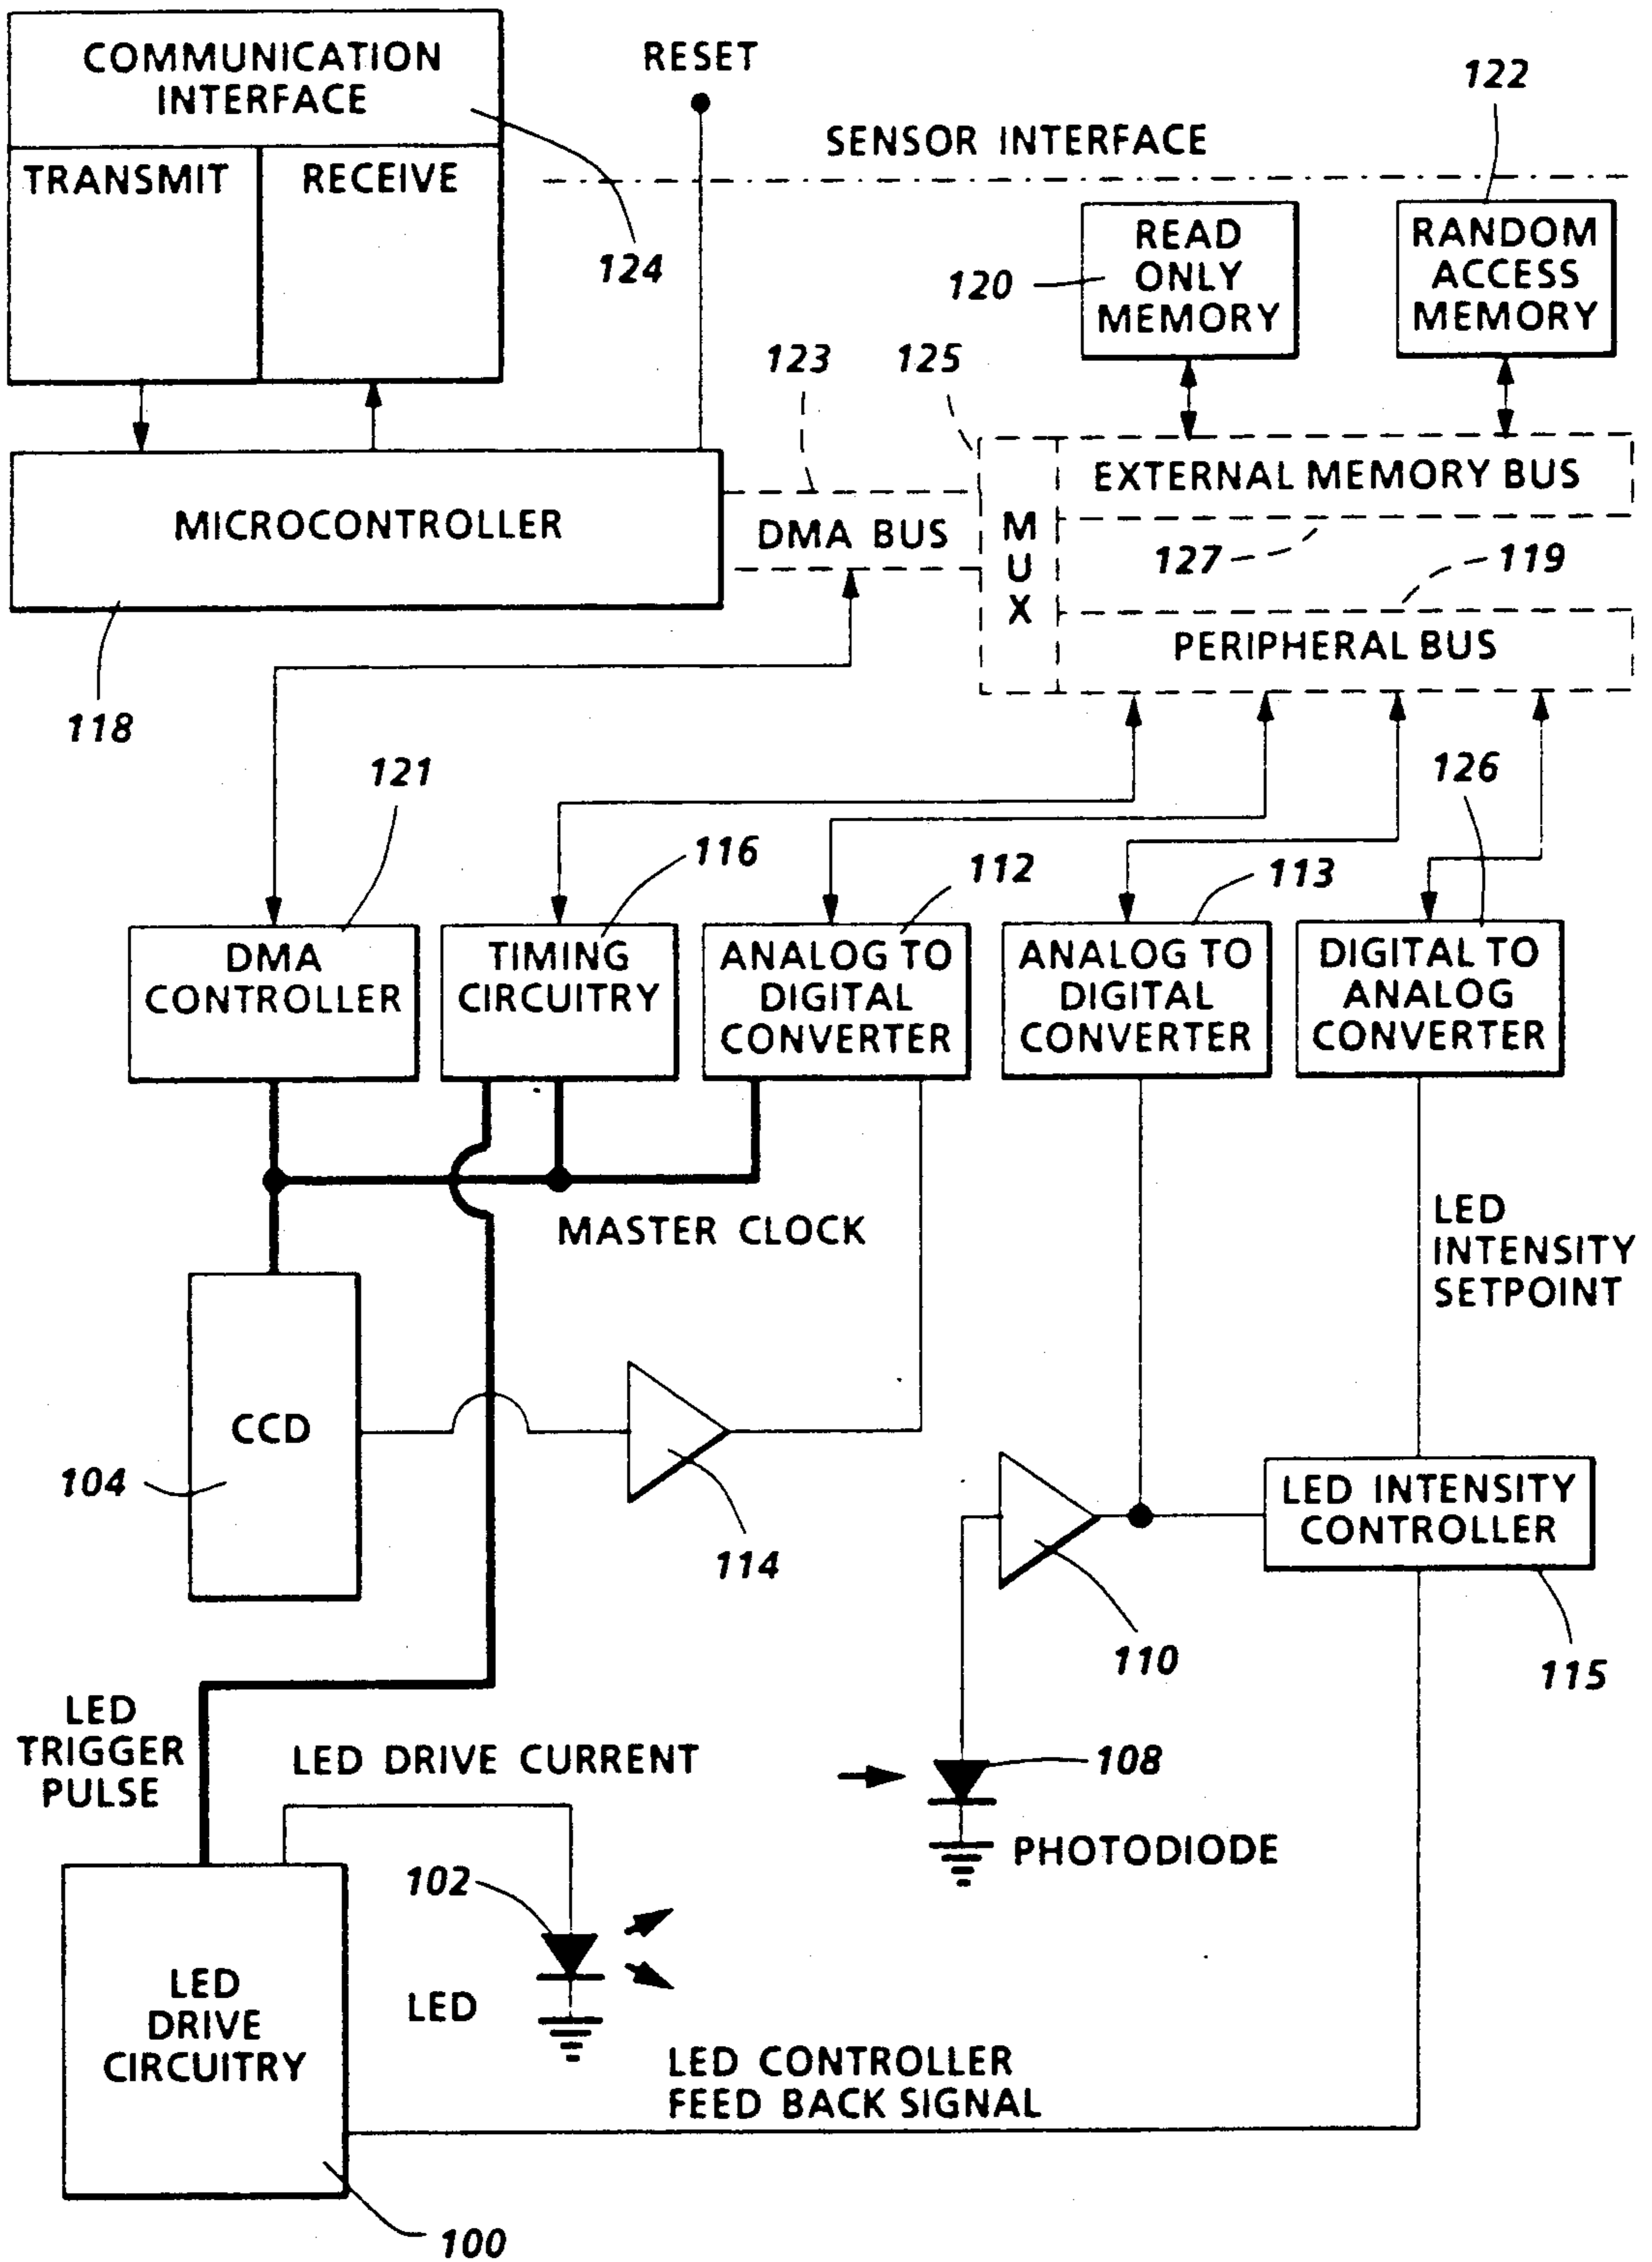 COMMUNICATION
INTERFACE
TRANSMIT
RECEIVE
124
RESET
SENSOR INTERFACE
122
READ
ONLY
MEMORY
120
RANDOM
ACCESS
MEMORY
123
125
MICROCONTROLLER
118
DMA BUS
M
U
X
EXTERNAL MEMORY BUS
127
119
PERIPHERAL BUS
121
116
112
113
126
DMA
CONTROLLER
TIMING
CIRCUITRY
ANALOG TO
DIGITAL
CONVERTER
ANALOG TO
DIGITAL
CONVERTER
DIGITAL TO
ANALOG
CONVERTER
MASTER CLOCK
LED
INTENSITY
SETPOINT
CCD
104
114
LED INTENSITY
CONTROLLER
110
115
LED
TRIGGER
PULSE
LED DRIVE CURRENT
108
PHOTODIODE
102
LED
LED
DRIVE
CIRCUITRY
LED CONTROLLER
FEED BACK SIGNAL
100